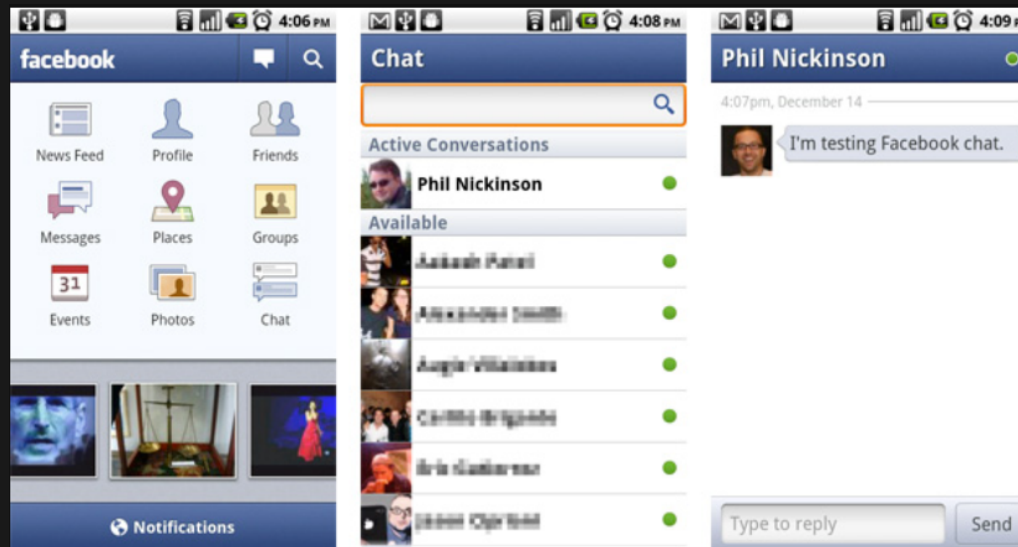 4:06 PM
facebook
News Feed Profile Friends
Messages Places Groups
31
Events Photos Chat
Notifications
4:08 PM
Chat
Active Conversations
Phil Nickinson
Available
4:09
Phil Nickinson
4:07pm, December 14
I'm testing Facebook chat.
Type to reply Send